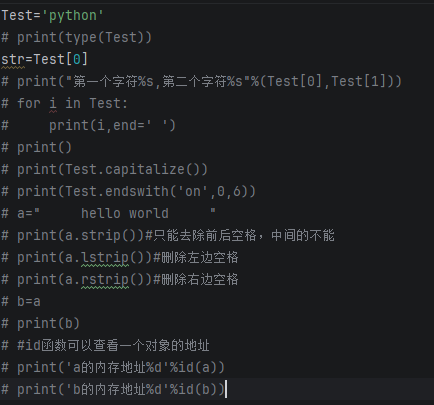 Test='python'
# print(type(Test))
str=Test[0]
# print("第一个字符%s,第二个字符%s"%(Test[0],Test[1]))
# for i in Test:
#     print(i,end=' ')
# print()
# print(Test.capitalize())
# print(Test.endswith('on',0,6))
# a="     hello world     "
# print(a.strip())#只能去除前后空格，中间的不能
# print(a.lstrip())#删除左边空格
# print(a.rstrip())#删除右边空格
# b=a
# print(b)
# #id函数可以查看一个对象的地址
# print('a的内存地址%d'%id(a))
# print('b的内存地址%d'%id(b))